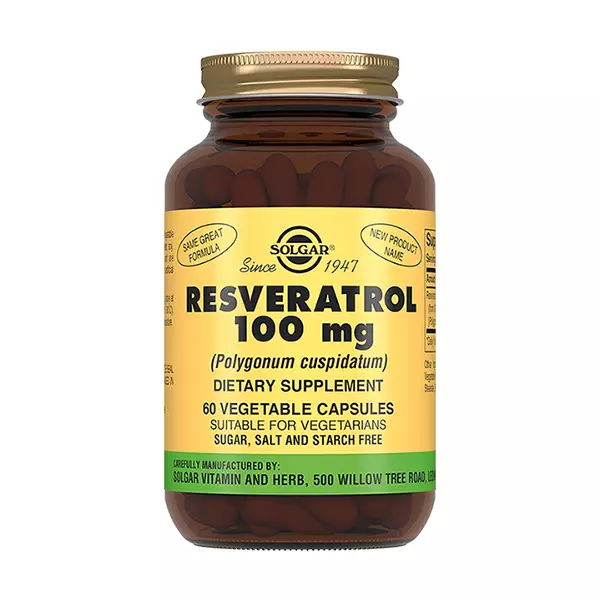 SAME GREAT
FORMULA
SOLGAR®
Since 1947
NEW PRODUCT
NAME
RESVERATROL
100 mg
(Polygonum cuspidatum)
DIETARY SUPPLEMENT
60 VEGETABLE CAPSULES
SUITABLE FOR VEGETARIANS
SUGAR, SALT AND STARCH FREE
CAREFULLY MANUFACTURED BY:
SOLGAR VITAMIN AND HERB, 500 WILLOW TREE ROAD,